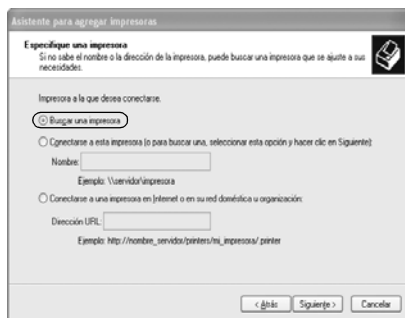 Asistente para agregar impresoras
Especifique una impresora
Si no sabe el nombre o la dirección de la impresora, puede buscar una impresora que se ajuste a sus
necesidades.
Impresora a la que desea conectarse.
Buscar una impresora
Conectarse a esta impresora (o para buscar una, seleccionar esta opción y hacer clic en Siguiente):
Nombre:
Ejemplo: \\servidor\impresora
Conectarse a una impresora en Internet o en su red doméstica u organización:
Dirección URL:
Ejemplo: http://nombre_servidor/printers/mi_impresora/.printer
< Atrás Siguiente > Cancelar